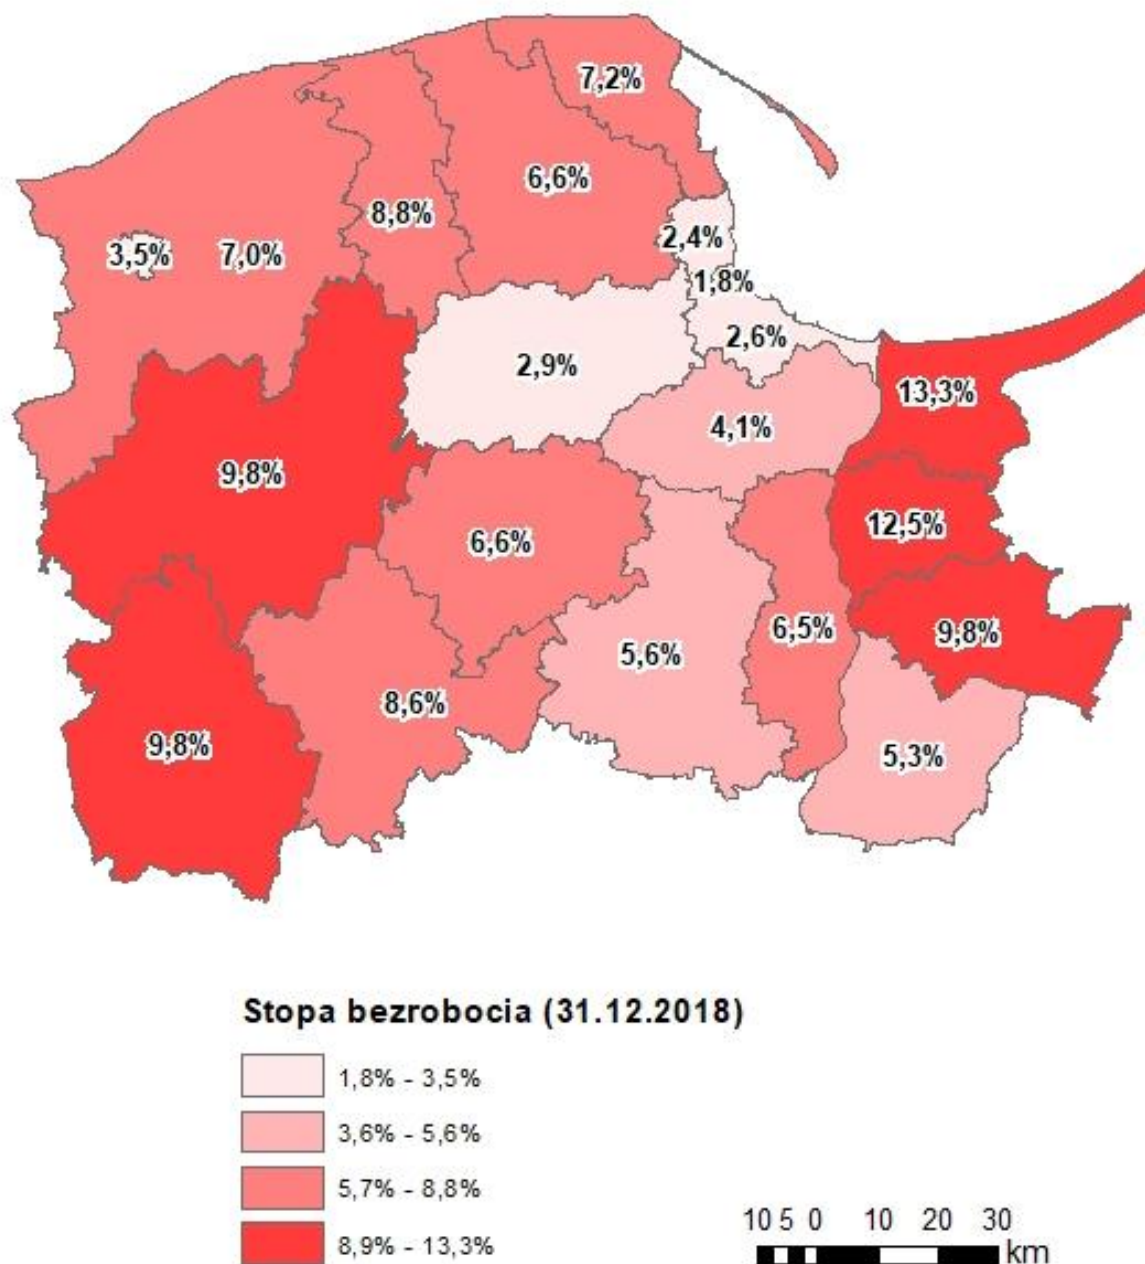 7,2%
6,6%
8,8%
2,4%
3,5% 7,0%
1,8%
2,6%
2,9%
13,3%
4,1%
9,8%
12,5%
6,6%
6,5%
9,8%
5,6%
8,6%
9,8%
5,3%
Stopa bezrobocia (31.12.2018)
1,8% - 3,5%
3,6% - 5,6%
5,7% - 8,8%
8,9% - 13,3%
10 5 0 10 20 30
km